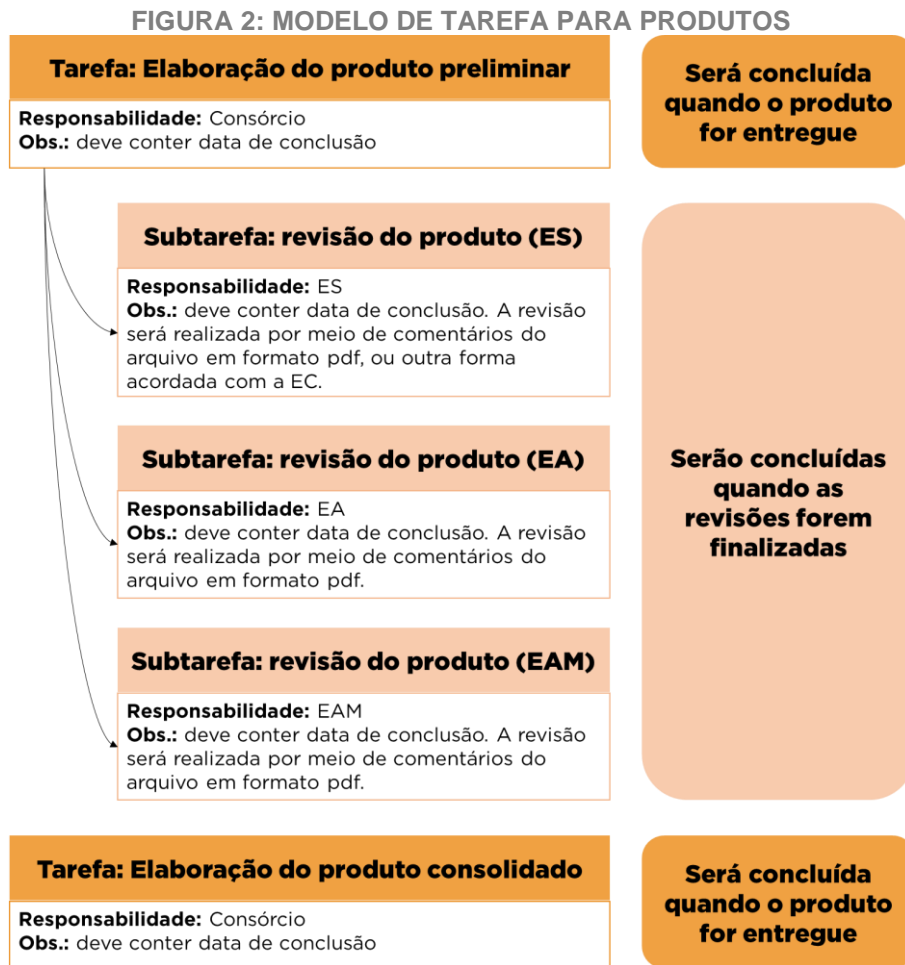 FIGURA 2: MODELO DE TAREFA PARA PRODUTOS
Tarefa: Elaboração do produto preliminar
Responsabilidade: Consórcio
Obs.: deve conter data de conclusão
Será concluída
quando o produto
for entregue
Subtarefa: revisão do produto (ES)
Responsabilidade: ES
Obs.: deve conter data de conclusão. A revisão
será realizada por meio de comentários do
arquivo em formato pdf, ou outra forma
acordada com a EC.
Subtarefa: revisão do produto (EA)
Responsabilidade: EA
Obs.: deve conter data de conclusão. A revisão
será realizada por meio de comentários do
arquivo em formato pdf.
Subtarefa: revisão do produto (EAM)
Responsabilidade: EAM
Obs.: deve conter data de conclusão. A revisão
será realizada por meio de comentários do
arquivo em formato pdf.
Serão concluídas
quando as
revisões forem
finalizadas
Tarefa: Elaboração do produto consolidado
Responsabilidade: Consórcio
Obs.: deve conter data de conclusão
Será concluída
quando o produto
for entregue